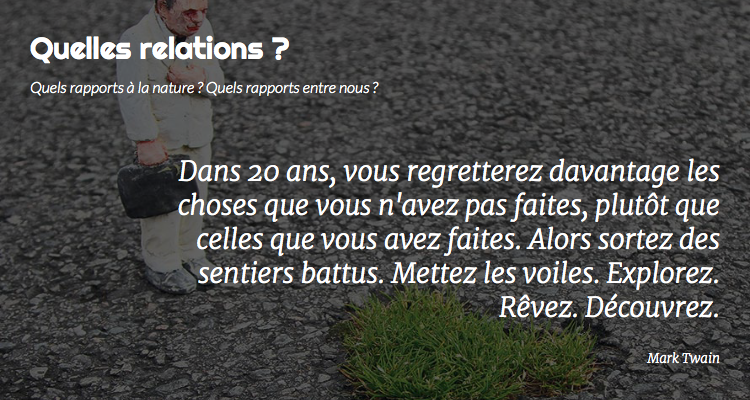 Quelles relations ?
Quels rapports à la nature ? Quels rapports entre nous ?
Dans 20 ans, vous regretterez davantage les
choses que vous n'avez pas faites, plutôt que
celles que vous avez faites. Alors sortez des
sentiers battus. Mettez les voiles. Explorez.
Rêvez. Découvrez.
Mark Twain